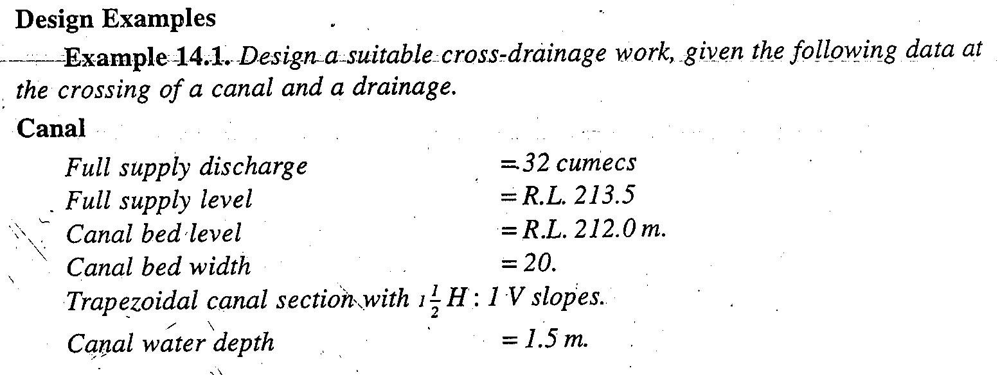 Design Examples
Example 14.1. Design a suitable cross-drainage work, given the following data at
the crossing of a canal and a drainage.
Canal
Full supply discharge = 32 cumecs
Full supply level = R.L. 213.5
Canal bed level = R.L. 212.0 m.
Canal bed width = 20.
Trapezoidal canal section with 1½ H : 1 V slopes.
Canal water depth = 1.5 m.